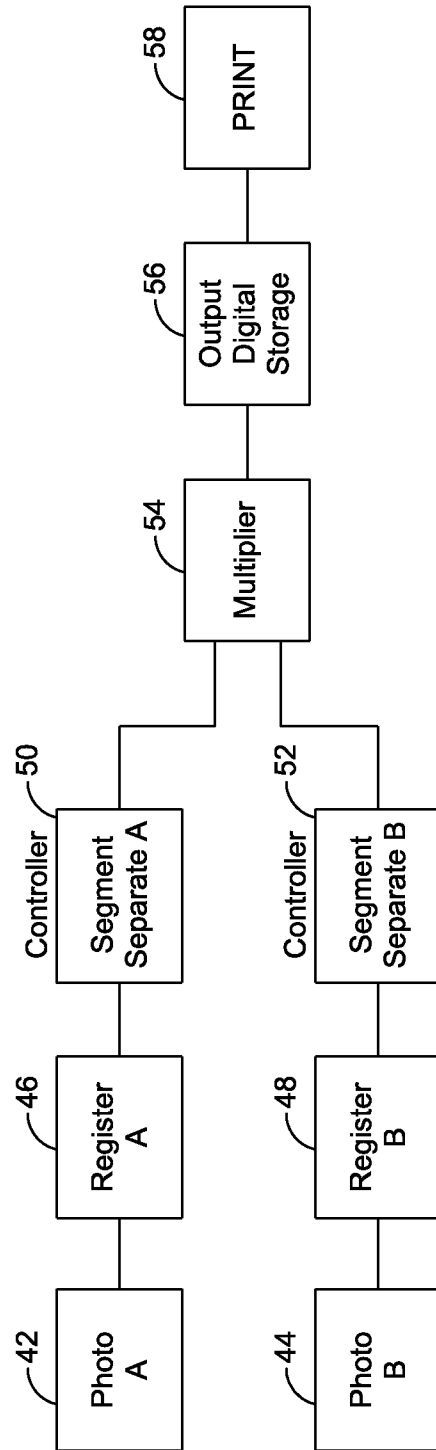 42
Photo
A
46
Register
A
Controller
50
Segment
Separate A
44
Photo
B
48
Register
B
Controller
52
Segment
Separate B
54
Multiplier
56
Output
Digital
Storage
58
PRINT